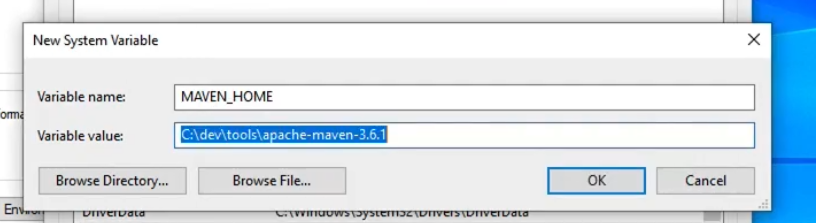 New System Variable
Variable name:
MAVEN_HOME
Variable value:
C:\dev\tools\apache-maven-3.6.1
Browse Directory...
Browse File...
OK
Cancel
DriverData
C:\Windows\System32\Drivers\DriverData